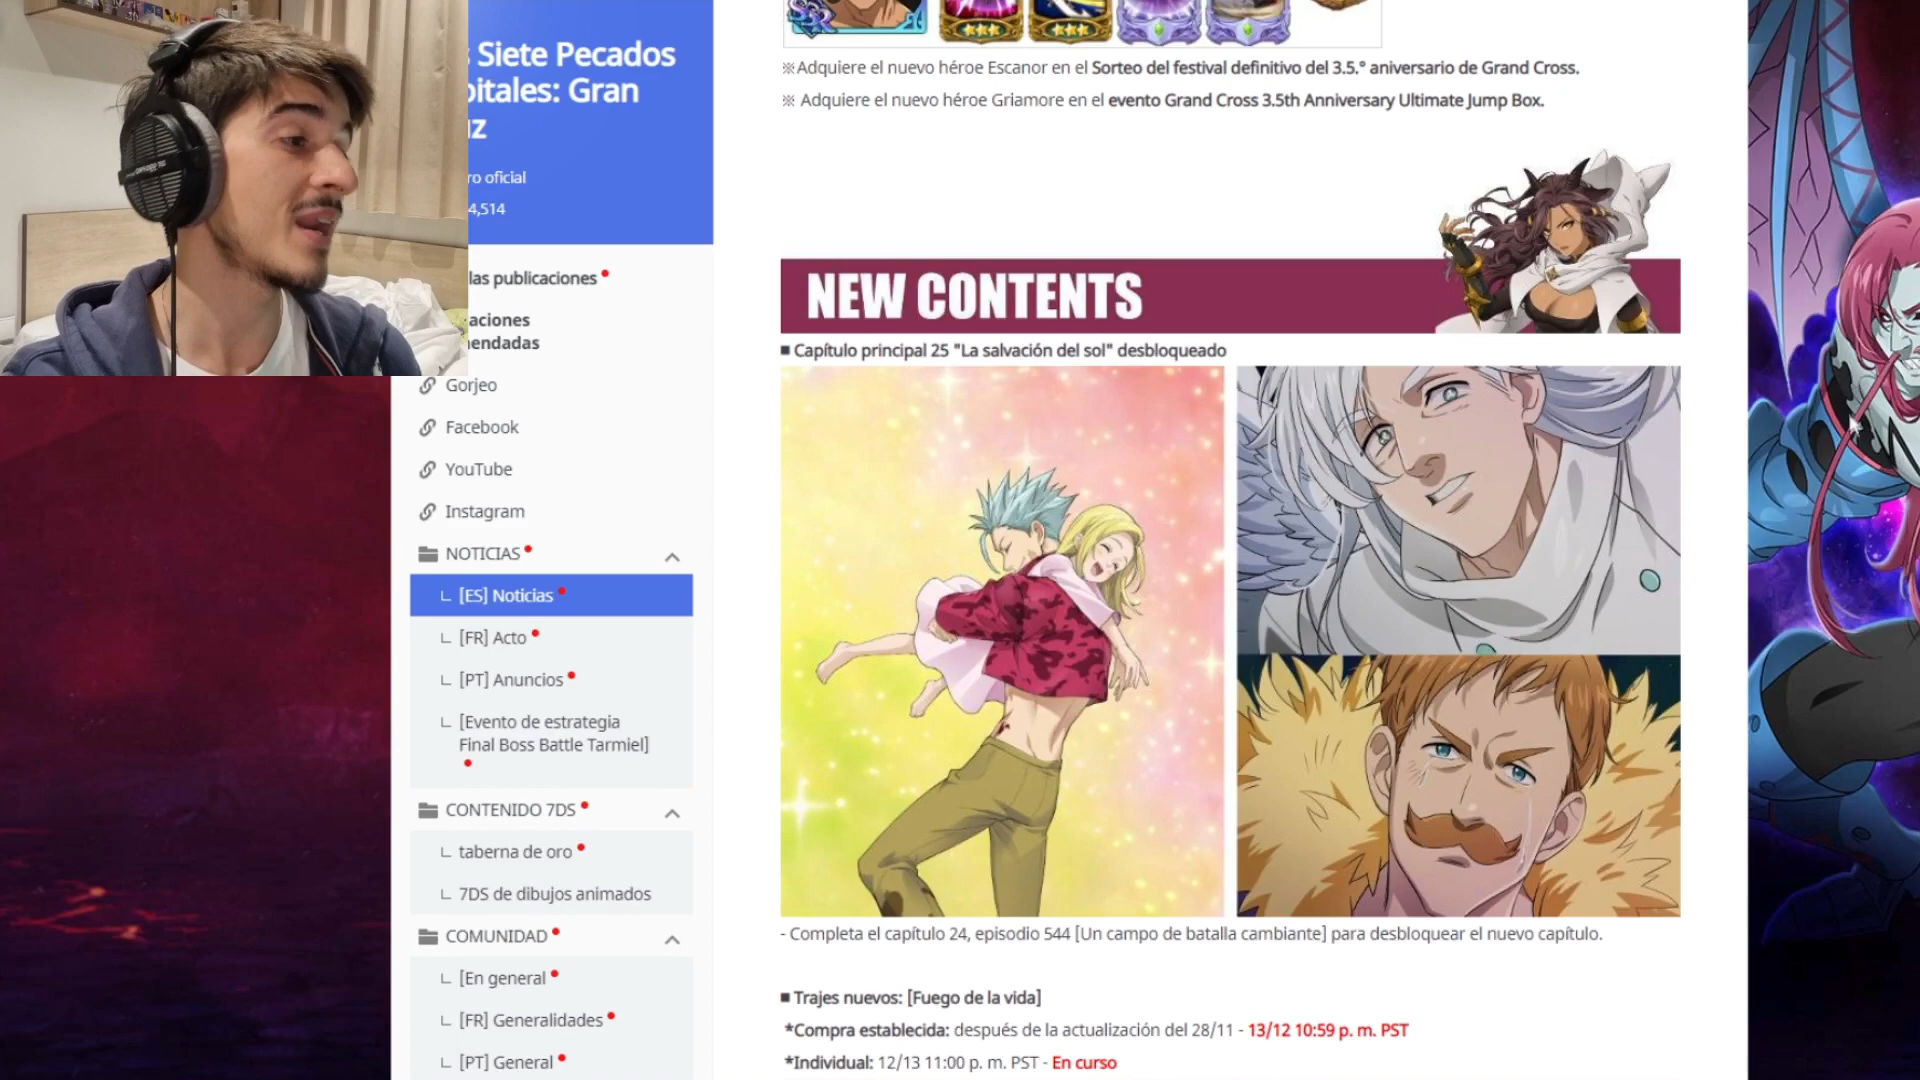 Siete Pecados
pitales: Gran
ro oficial
4,514
las publicaciones
aciones
Gorjeo
Facebook
YouTube
Instagram
NOTICIAS
[ES] Noticias
[FR] Acto
[PT] Anuncios
[Evento de estrategia
Final Boss Battle Tarmiel]
CONTENIDO 7DS
taberna de oro
7DS de dibujos animados
COMUNIDAD
[En general
[FR] Generalidades
[PT] General
※Adquiere el nuevo héroe Escanor en el Sorteo del festival definitivo del 3.5.° aniversario de Grand Cross.
※ Adquiere el nuevo héroe Griamore en el evento Grand Cross 3.5th Anniversary Ultimate Jump Box.
NEW CONTENTS
■ Capítulo principal 25 "La salvación del sol" desbloqueado
- Completa el capítulo 24, episodio 544 [Un campo de batalla cambiante] para desbloquear el nuevo capítulo.
■ Trajes nuevos: [Fuego de la vida]
*Compra establecida: después de la actualización del 28/11 - 13/12 10:59 p. m. PST
*Individual: 12/13 11:00 p. m. PST - En curso